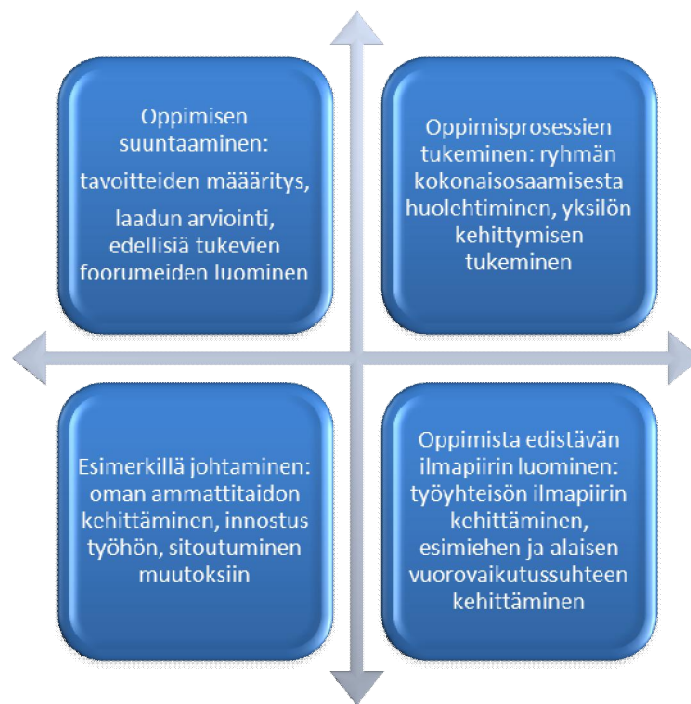 Oppimisen
suuntaaminen:
tavoitteiden määäritys,
laadun arviointi,
edellisiä tukevien
foorumeiden luominen
Oppimisprosessien
tukeminen: ryhmän
kokonaisosaamisesta
huolehtiminen, yksilön
kehittymisen
tukeminen
Esimerkillä johtaminen:
oman ammattitaidon
kehittäminen, innostus
työhön, sitoutuminen
muutoksiin
Oppimista edistävän
ilmapiirin luominen:
työyhteisön ilmapiirin
kehittäminen,
esimiehen ja alaisen
vuorovaikutussuhteen
kehittäminen